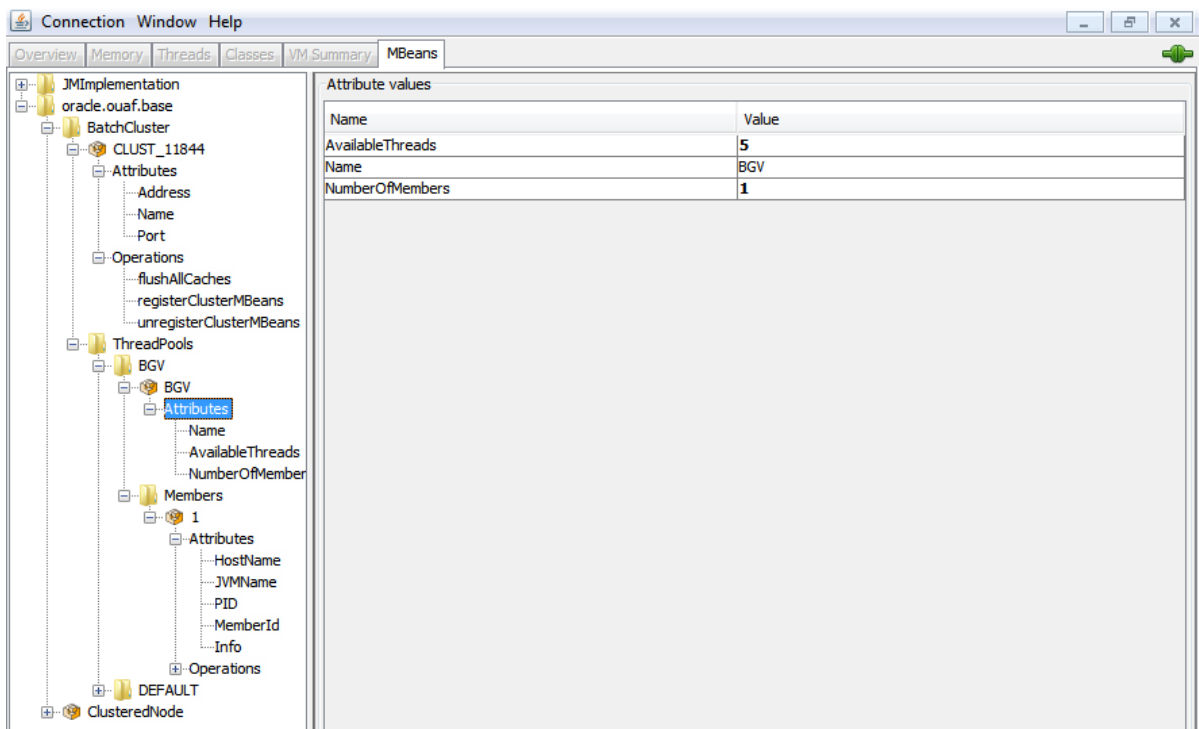 Connection Window Help
Overview Memory Threads Classes VM Summary MBeans
JMImplementation
oracle.ouaf.base
BatchCluster
CLUST_11844
Attributes
Address
Name
Port
Operations
flushAllCaches
registerClusterMBeans
unregisterClusterMBeans
ThreadPools
BGV
BGV
Attributes
Name
AvailableThreads
NumberOfMember
Members
1
Attributes
HostName
JVMName
PID
MemberId
Info
Operations
DEFAULT
ClusteredNode
Attribute values
Name Value
AvailableThreads 5
Name BGV
NumberOfMembers 1